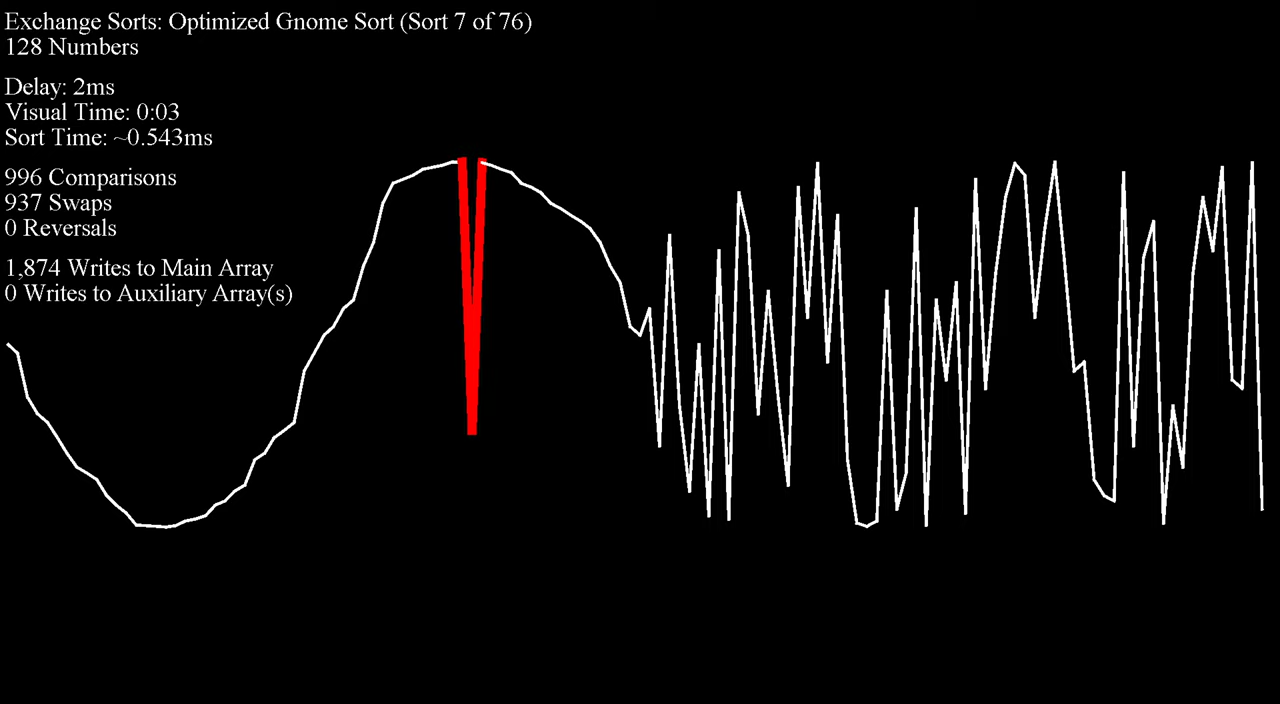 Exchange Sorts: Optimized Gnome Sort (Sort 7 of 76)
128 Numbers
Delay: 2ms
Visual Time: 0:03
Sort Time: ~0.543ms
996 Comparisons
937 Swaps
0 Reversals
1,874 Writes to Main Array
0 Writes to Auxiliary Array(s)